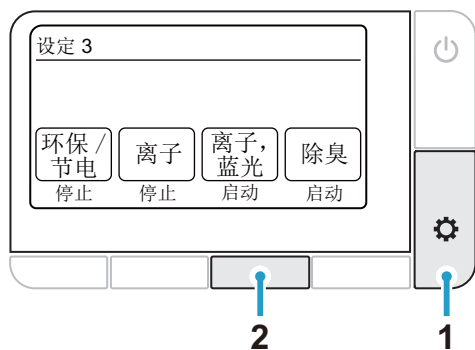 设定 3
环保 /
节电
离子
离子,
蓝光
除臭
停止 停止 启动 启动
2 1